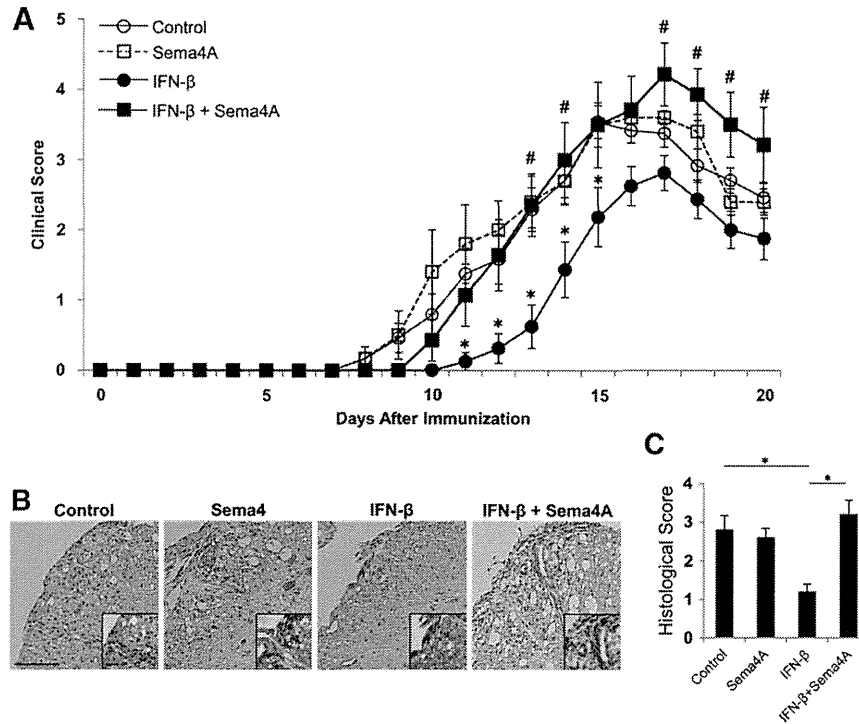 A
Control
Sema4A
IFN-β
IFN-β + Sema4A
Clinical Score
5
4
3
2
1
0
# # # # # #
* * * * *
0 5 10 15 20
Days After Immunization
B
Control Sema4 IFN-β IFN-β + Sema4A
C
Histological Score
4
3
2
1
0
* *
Control Sema4A IFN-β IFN-β+Sema4A